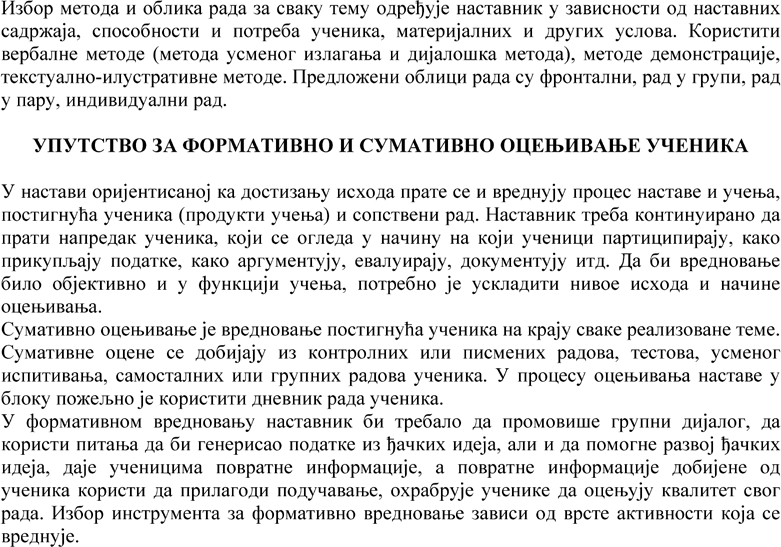 Избор метода и облика рада за сваку тему одређује наставник у зависности од наставних
садржаја, способности и потреба ученика, материјалних и других услова. Користити
вербалне методе (метода усменог излагања и дијалошка метода), методе демонстрације,
текстуално-илустративне методе. Предложени облици рада су фронтални, рад у групи, рад
у пару, индивидуални рад.
УПУТСТВО ЗА ФОРМАТИВНО И СУМАТИВНО ОЦЕЊИВАЊЕ УЧЕНИКА
У настави оријентисаној ка достизању исхода прате се и вреднују процес наставе и учења,
постигнућа ученика (продукти учења) и сопствени рад. Наставник треба континуирано да
прати напредак ученика, који се огледа у начину на који ученици партиципирају, како
прикупљају податке, како аргументују, евалуирају, документују итд. Да би вредновање
било објективно и у функцији учења, потребно је ускладити нивое исхода и начине
оцењивања.
Сумативно оцењивање је вредновање постигнућа ученика на крају сваке реализоване теме.
Сумативне оцене се добијају из контролних или писмених радова, тестова, усменог
испитивања, самосталних или групних радова ученика. У процесу оцењивања наставе у
блоку пожељно је користити дневник рада ученика.
У формативном вредновању наставник би требало да промовише групни дијалог, да
користи питања да би генерисао податке из ђачких идеја, али и да помогне развој ђачких
идеја, даје ученицима повратне информације, а повратне информације добијене од
ученика користи да прилагоди подучавање, охрабрује ученике да оцењују квалитет свог
рада. Избор инструмента за формативно вредновање зависи од врсте активности која се
вреднује.